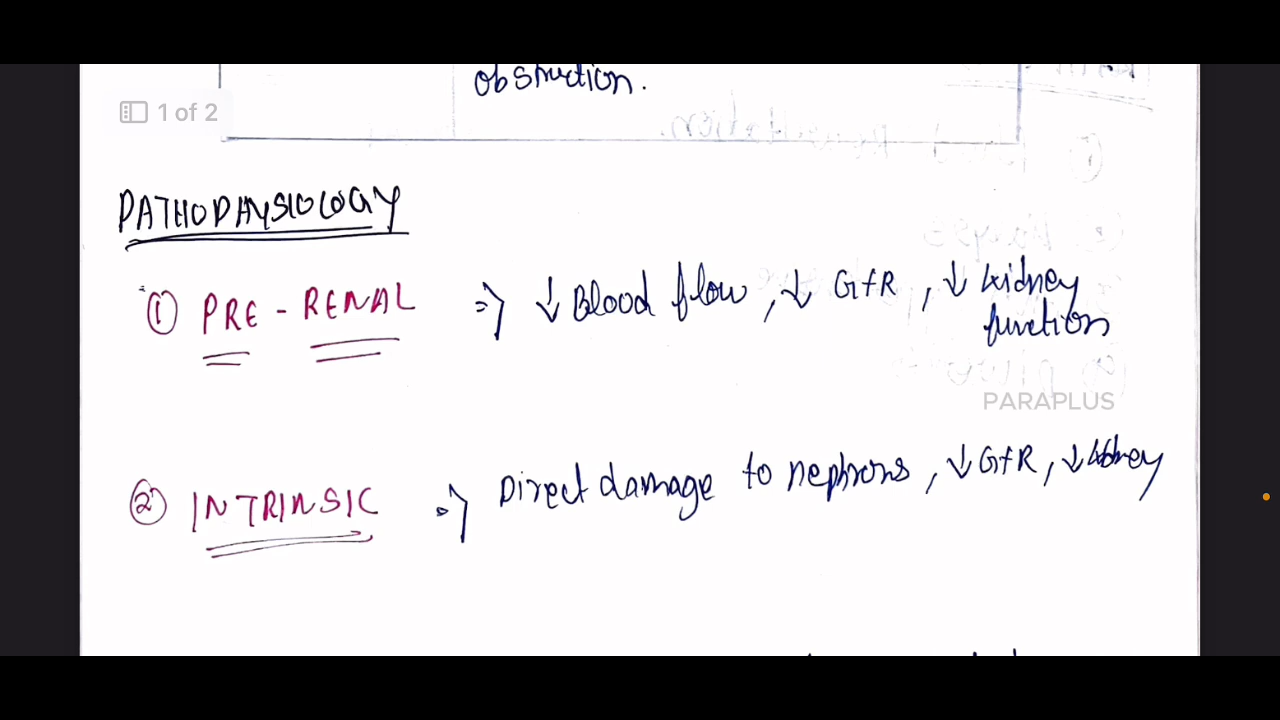 obstruction.
1 of 2
PATHOPHYSIOLOGY
① PRE - RENAL ⇒ ↓ Blood flow, ↓ GFR, ↓ kidney
function
PARAPLUS
② INTRINSIC ⇒ Direct damage to nephrons, ↓ GFR, ↓ kidney